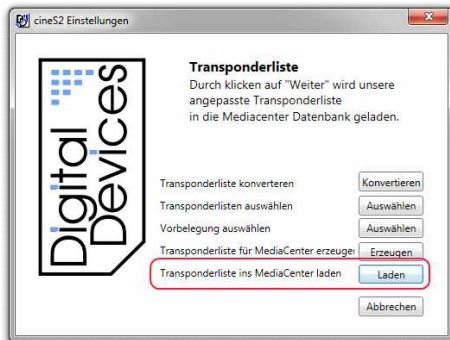 cineS2 Einstellungen
Digital
Devices
Transponderliste
Durch klicken auf "Weiter" wird unsere
angepasste Transponderliste
in die Mediacenter Datenbank geladen.
Transponderliste konverteren Konvertieren
Transponderlisten auswählen Auswählen
Vorbelegung auswählen Auswählen
Transponderliste für MediaCenter erzeuger Erzeugen
Transponderliste ins MediaCenter laden Laden
Abbrechen